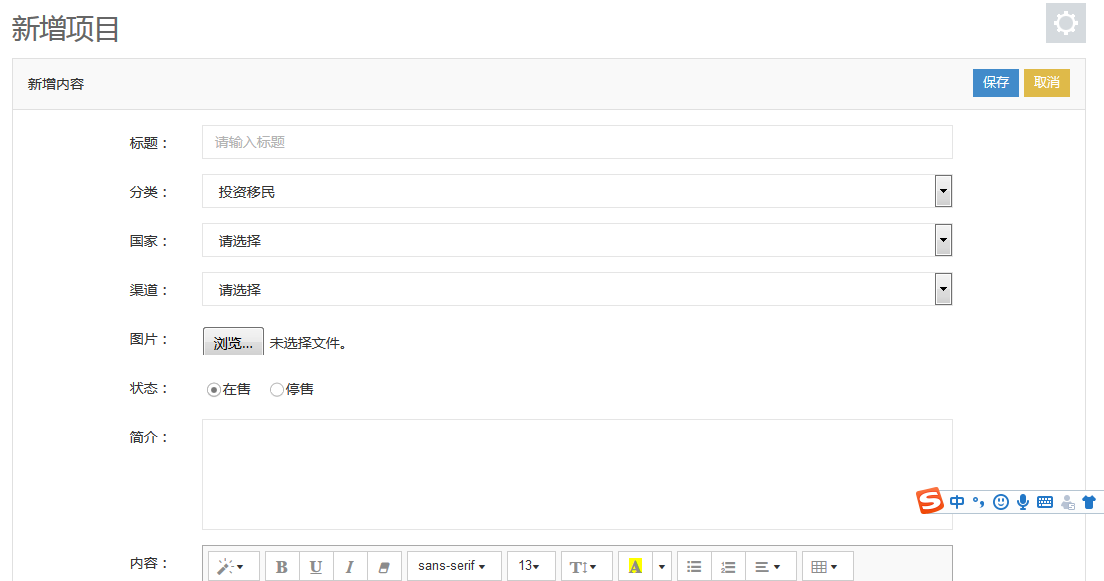 新增项目
新增内容
保存 取消
标题： 请输入标题
分类： 投资移民
国家： 请选择
渠道： 请选择
图片： 浏览... 未选择文件。
状态： 在售 停售
简介：
S 中 °,
内容： B U I sans-serif 13 T A